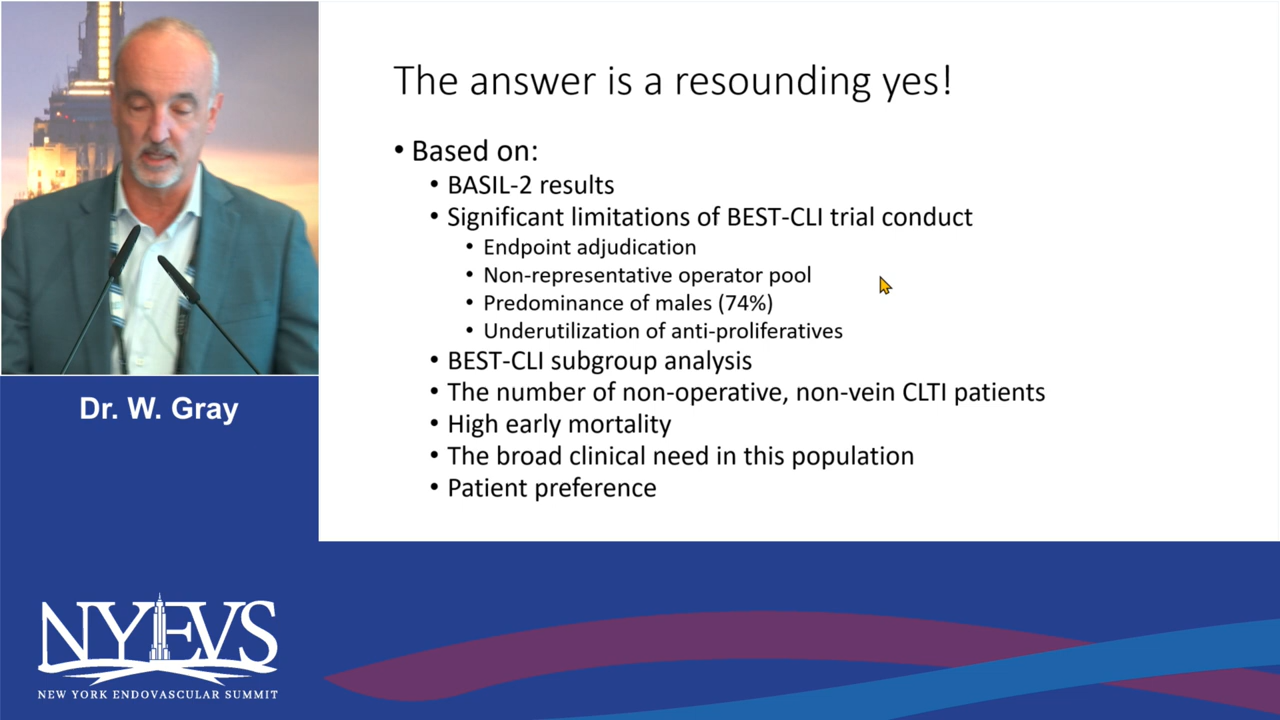 The answer is a resounding yes!
• Based on:
• BASIL-2 results
• Significant limitations of BEST-CLI trial conduct
• Endpoint adjudication
• Non-representative operator pool
• Predominance of males (74%)
• Underutilization of anti-proliferatives
• BEST-CLI subgroup analysis
• The number of non-operative, non-vein CLTI patients
• High early mortality
• The broad clinical need in this population
• Patient preference
Dr. W. Gray
NYEVS
NEW YORK ENDOVASCULAR SUMMIT